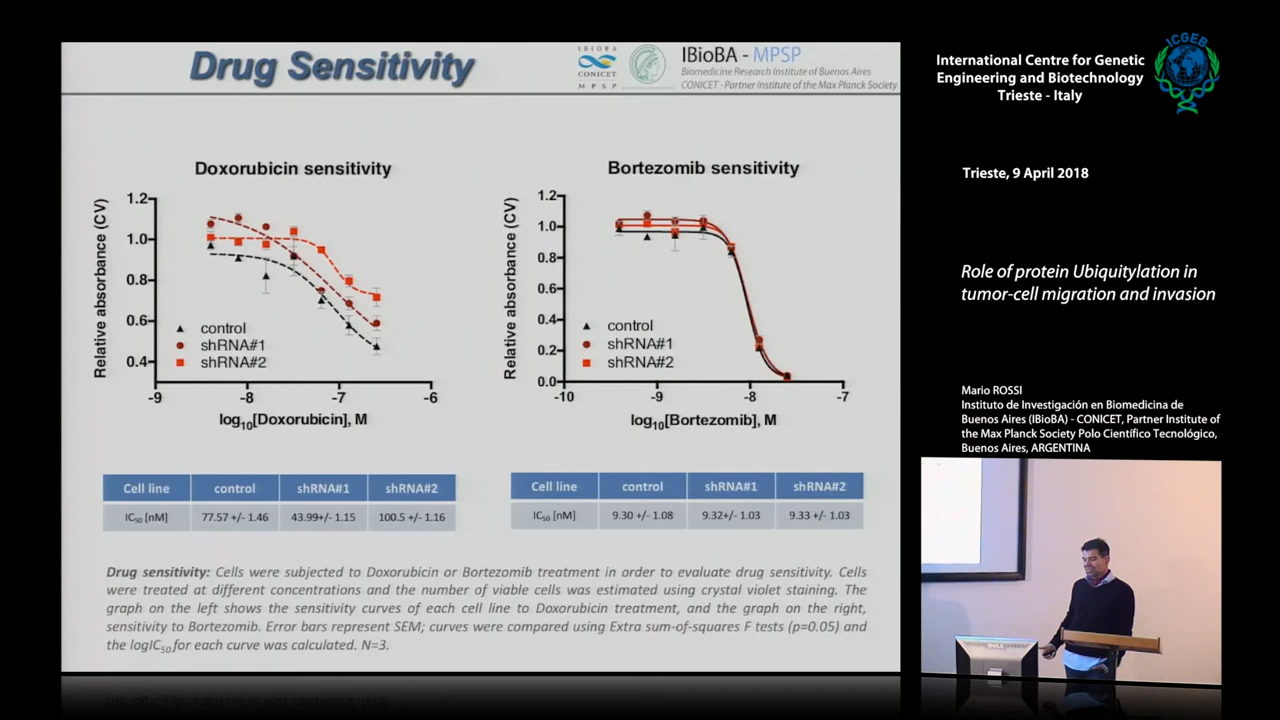 Drug Sensitivity
IBIOBA
CONICET
MPSP
IBioBA - MPSP
Biomedicine Research Institute of Buenos Aires
CONICET - Partner Institute of the Max Planck Society
Doxorubicin sensitivity
Relative absorbance (CV)
1.2
1.0
0.8
0.6
0.4
control
shRNA#1
shRNA#2
-9
-8
-7
-6
log10[Doxorubicin], M
Bortezomib sensitivity
Relative absorbance (CV)
1.2
1.0
0.8
0.6
0.4
0.2
0.0
control
shRNA#1
shRNA#2
-10
-9
-8
-7
log10[Bortezomib], M
Cell line control shRNA#1 shRNA#2
IC50 [nM] 77.57 +/- 1.46 43.99+/- 1.15 100.5 +/- 1.16
Cell line control shRNA#1 shRNA#2
IC50 [nM] 9.30 +/- 1.08 9.32+/- 1.03 9.33 +/- 1.03
Drug sensitivity: Cells were subjected to Doxorubicin or Bortezomib treatment in order to evaluate drug sensitivity. Cells
were treated at different concentrations and the number of viable cells was estimated using crystal violet staining. The
graph on the left shows the sensitivity curves of each cell line to Doxorubicin treatment, and the graph on the right,
sensitivity to Bortezomib. Error bars represent SEM; curves were compared using Extra sum-of-squares F tests (p=0.05) and
the logIC50 for each curve was calculated. N=3.
International Centre for Genetic
Engineering and Biotechnology
Trieste - Italy
ICGEB
Trieste, 9 April 2018
Role of protein Ubiquitylation in
tumor-cell migration and invasion
Mario ROSSI
Instituto de Investigación en Biomedicina de
Buenos Aires (IBioBA) - CONICET, Partner Institute of
the Max Planck Society Polo Científico Tecnológico,
Buenos Aires, ARGENTINA